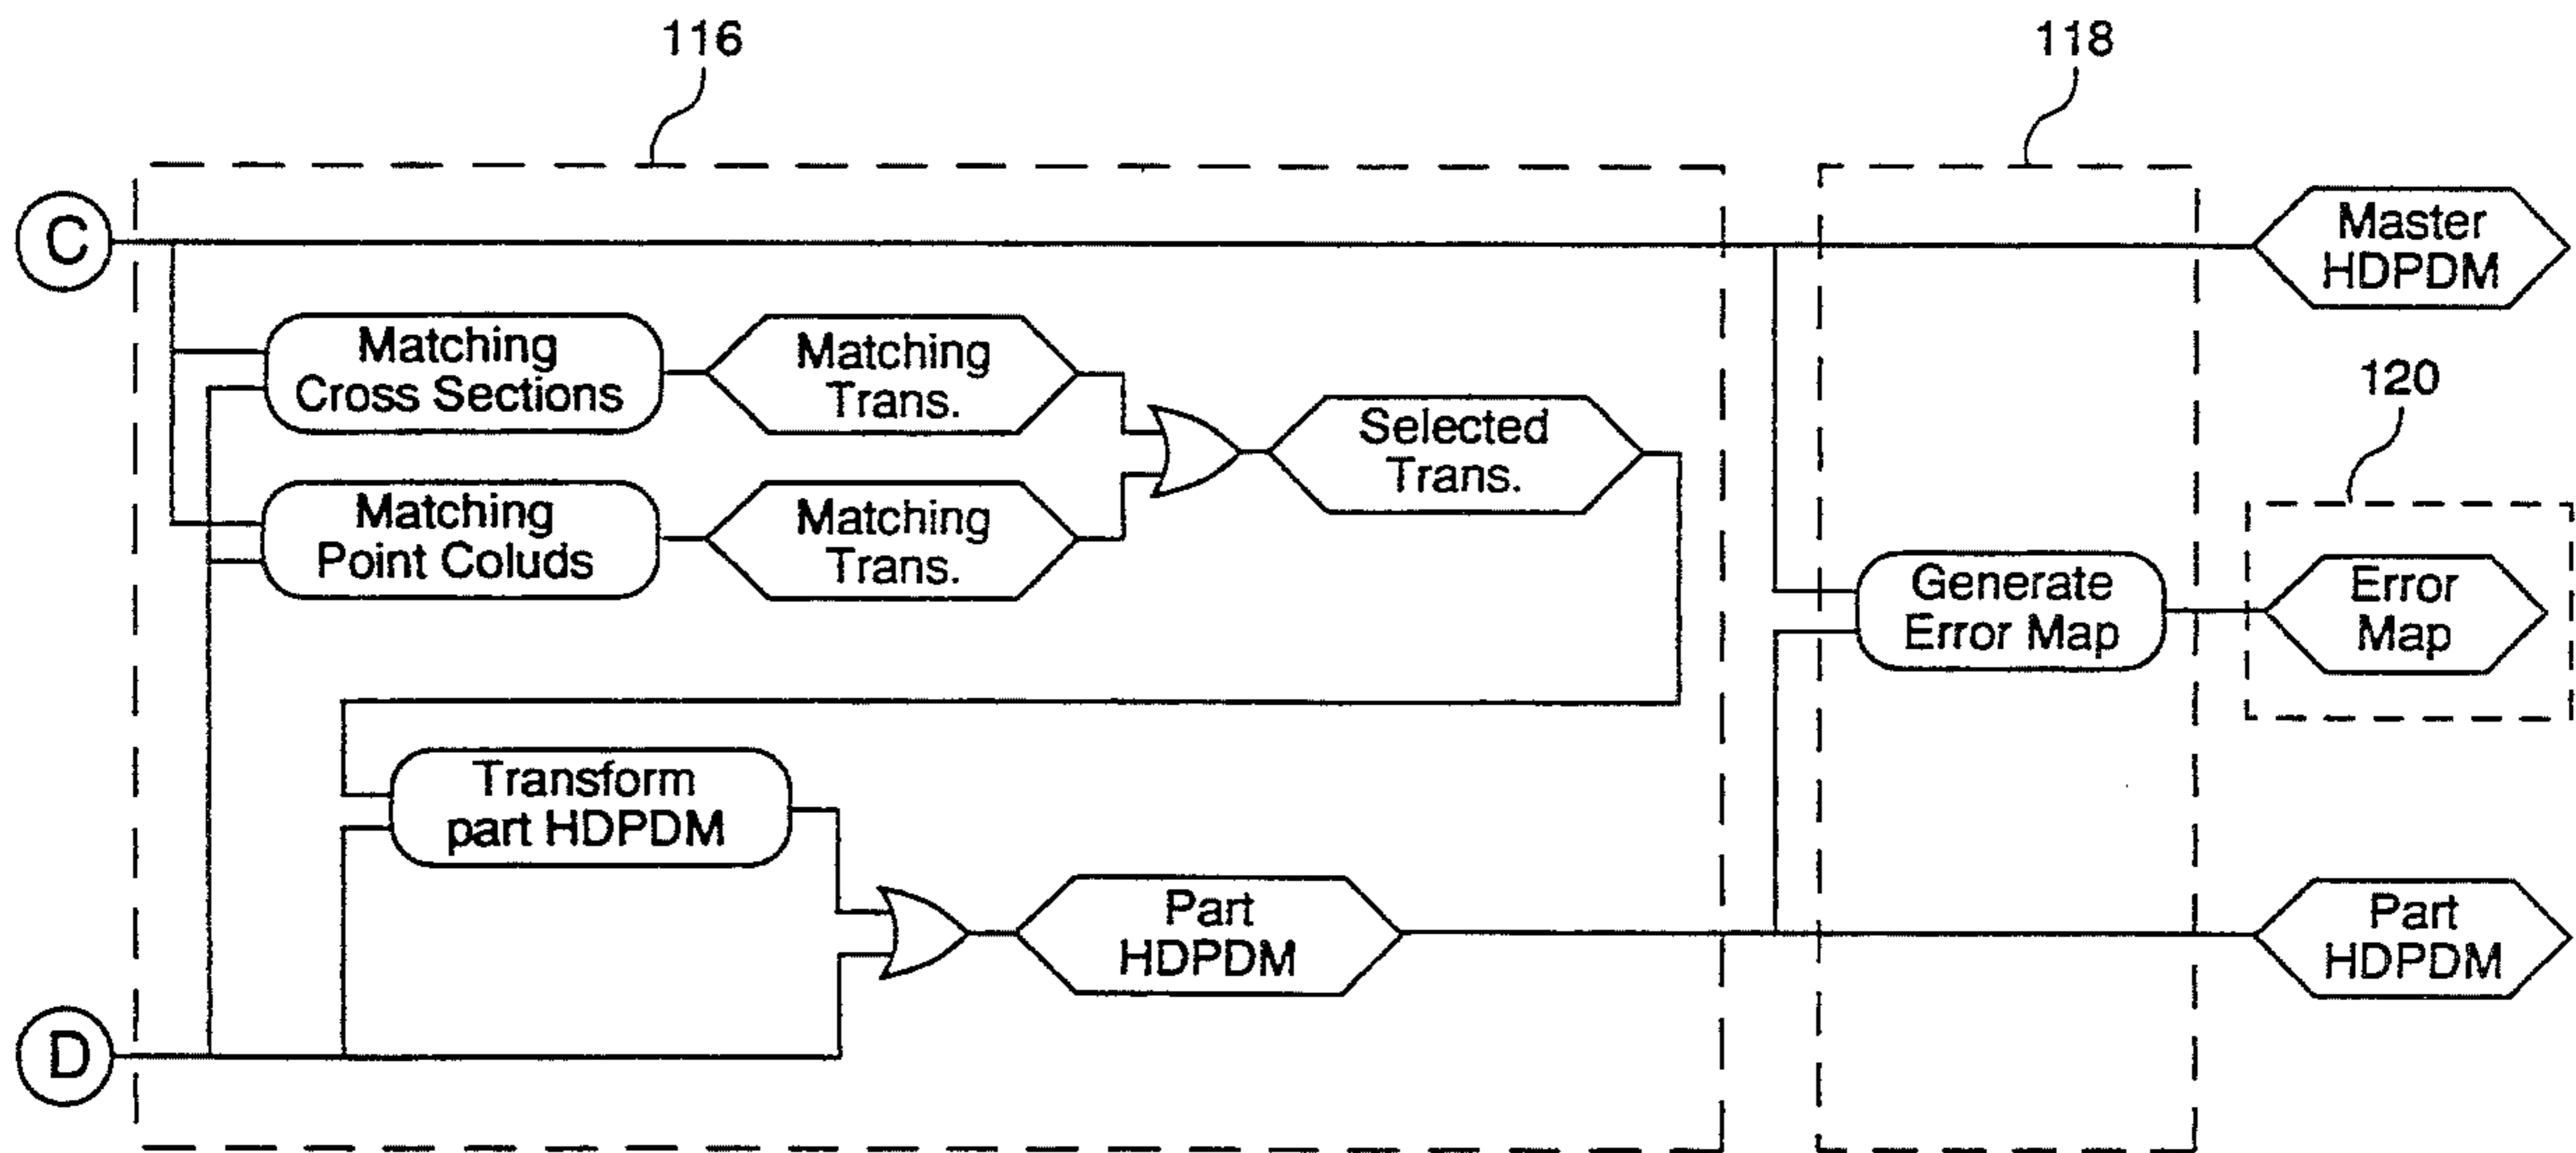 116
118
C
Master
HDPDM
Matching
Cross Sections
Matching
Trans.
120
Selected
Trans.
Matching
Point Coluds
Matching
Trans.
Generate
Error Map
Error
Map
Transform
part HDPDM
Part
HDPDM
Part
HDPDM
D